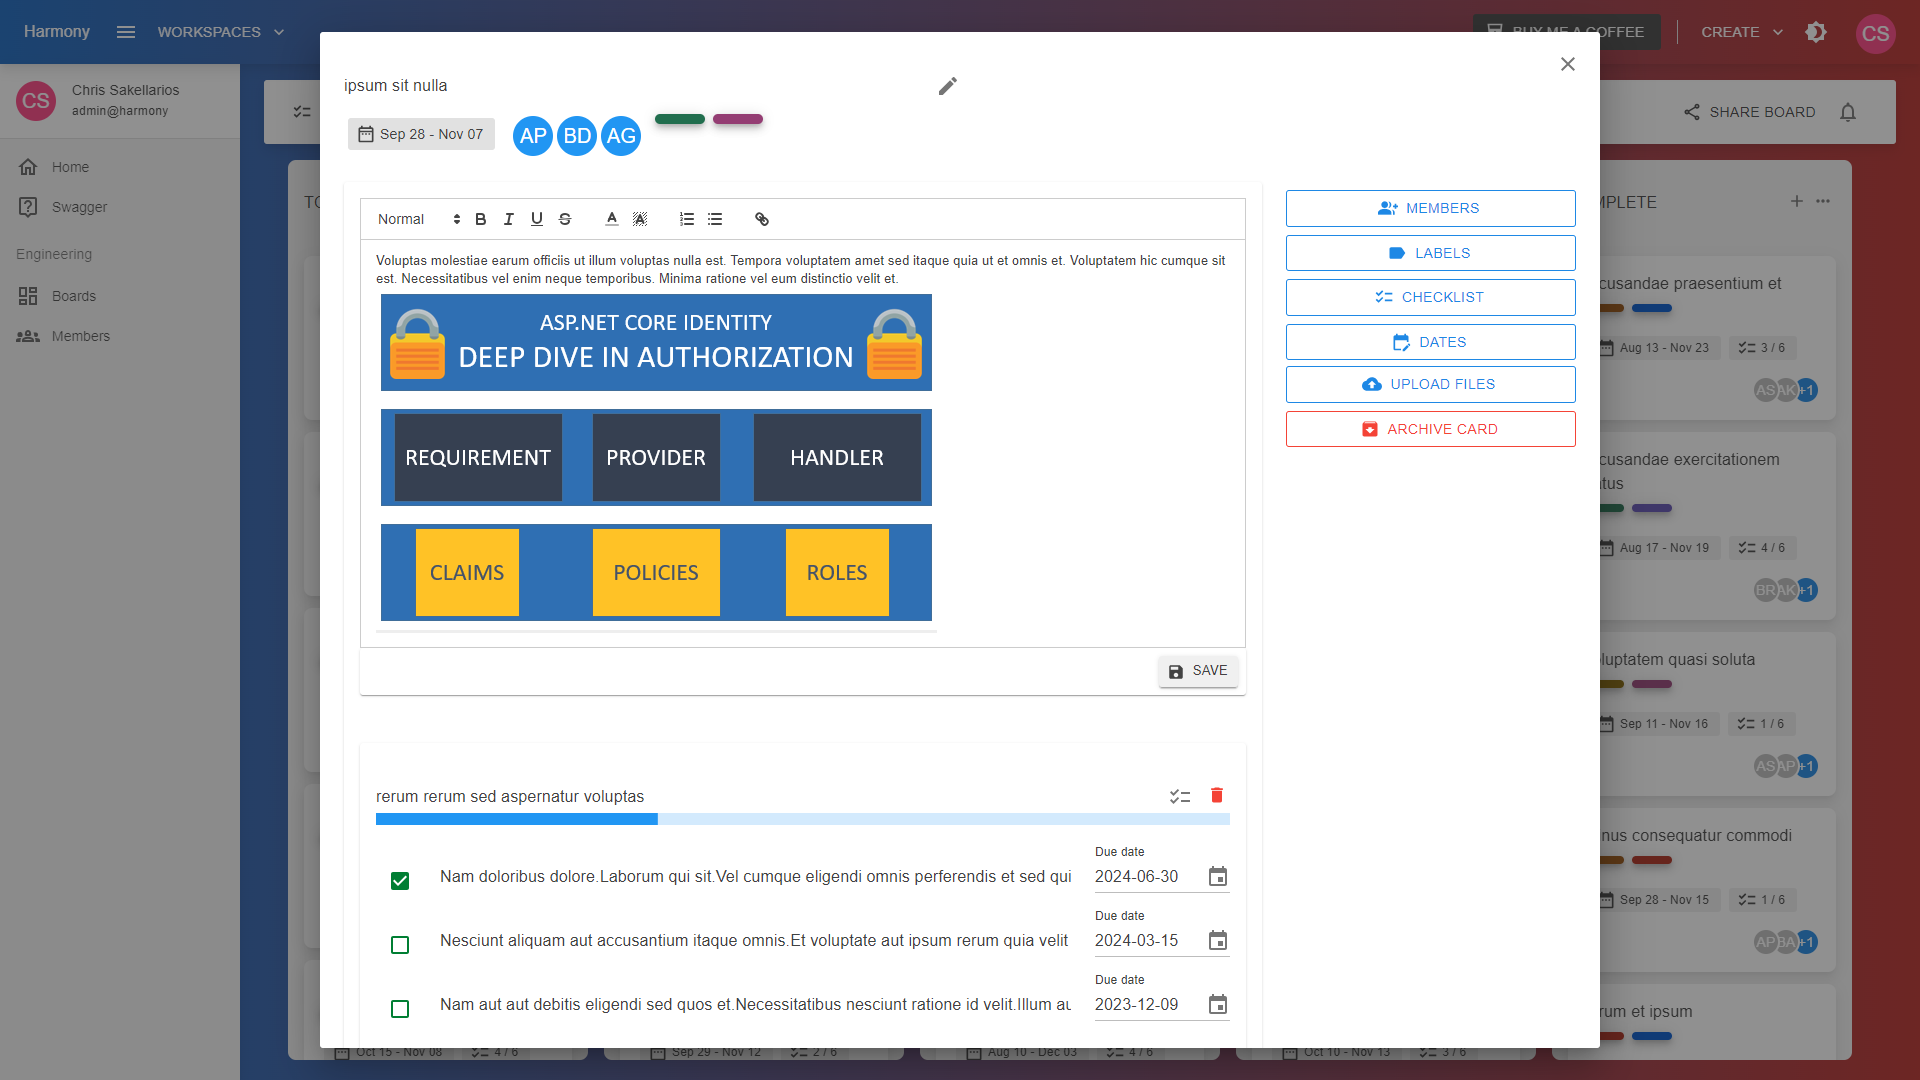 Harmony
WORKSPACES
BUY ME A COFFEE
CREATE
CS
CS
Chris Sakellarios
admin@harmony
Home
Swagger
Engineering
Boards
Members
SHARE BOARD
ipsum sit nulla
Sep 28 - Nov 07
AP
BD
AG
Normal
Voluptas molestiae earum officiis ut illum voluptas nulla est. Tempora voluptatem amet sed itaque quia ut et omnis et. Voluptatem hic cumque sit
est. Necessitatibus vel enim neque temporibus. Minima ratione vel eum distinctio velit et.
ASP.NET CORE IDENTITY
DEEP DIVE IN AUTHORIZATION
REQUIREMENT
PROVIDER
HANDLER
CLAIMS
POLICIES
ROLES
SAVE
rerum rerum sed aspernatur voluptas
Due date
Nam doloribus dolore.Laborum qui sit.Vel cumque eligendi omnis perferendis et sed qui
2024-06-30
Due date
Nesciunt aliquam aut accusantium itaque omnis.Et voluptate aut ipsum rerum quia velit
2024-03-15
Due date
Nam aut aut debitis eligendi sed quos et.Necessitatibus nesciunt ratione id velit.Illum au
2023-12-09
MEMBERS
LABELS
CHECKLIST
DATES
UPLOAD FILES
ARCHIVE CARD
MPLETE
cusandae praesentium et
Aug 13 - Nov 23
3 / 6
AS
AK
+1
cusandae exercitationem
tus
Aug 17 - Nov 19
4 / 6
BR
AK
+1
luptatem quasi soluta
Sep 11 - Nov 16
1 / 6
AS
AP
+1
nus consequatur commodi
Sep 28 - Nov 15
1 / 6
AP
BA
+1
rum et ipsum
Oct 15 - Nov 08
4 / 6
Sep 29 - Nov 12
2 / 6
Aug 10 - Dec 03
4 / 6
Oct 10 - Nov 13
3 / 6